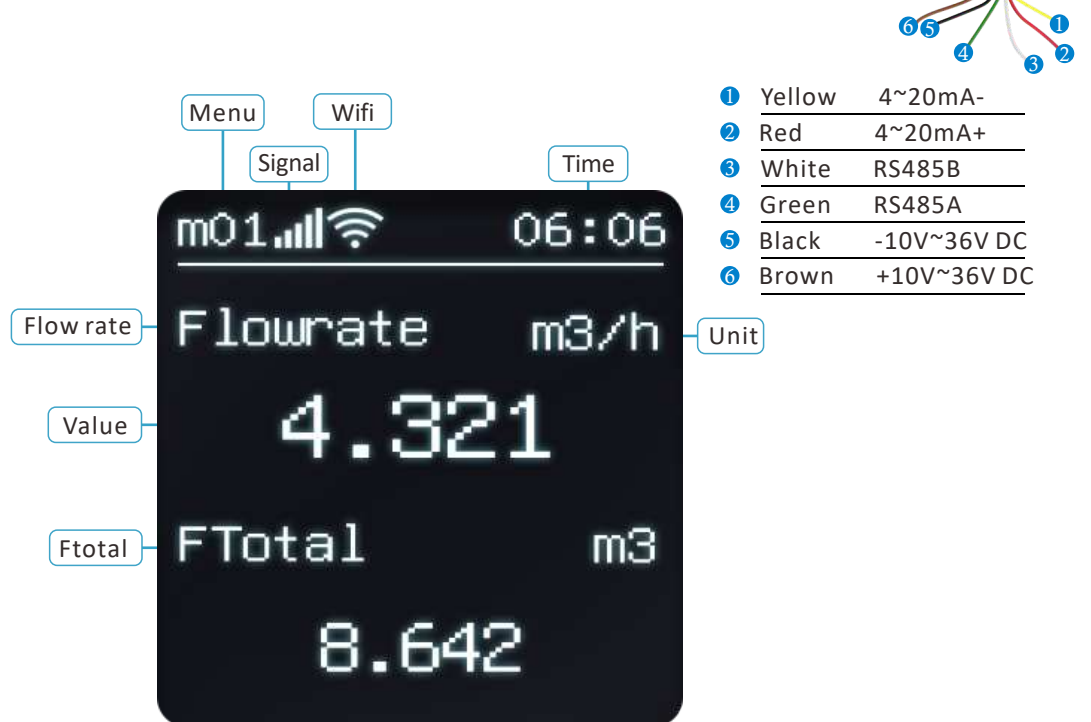 6 5 4 3 2 1
1 Yellow 4~20mA-
2 Red 4~20mA+
3 White RS485B
4 Green RS485A
5 Black -10V~36V DC
6 Brown +10V~36V DC
Menu Wifi
Signal Time
m01 06:06
Flow rate Flowrate m3/h Unit
Value 4.321
Ftotal FTotal m3
8.642